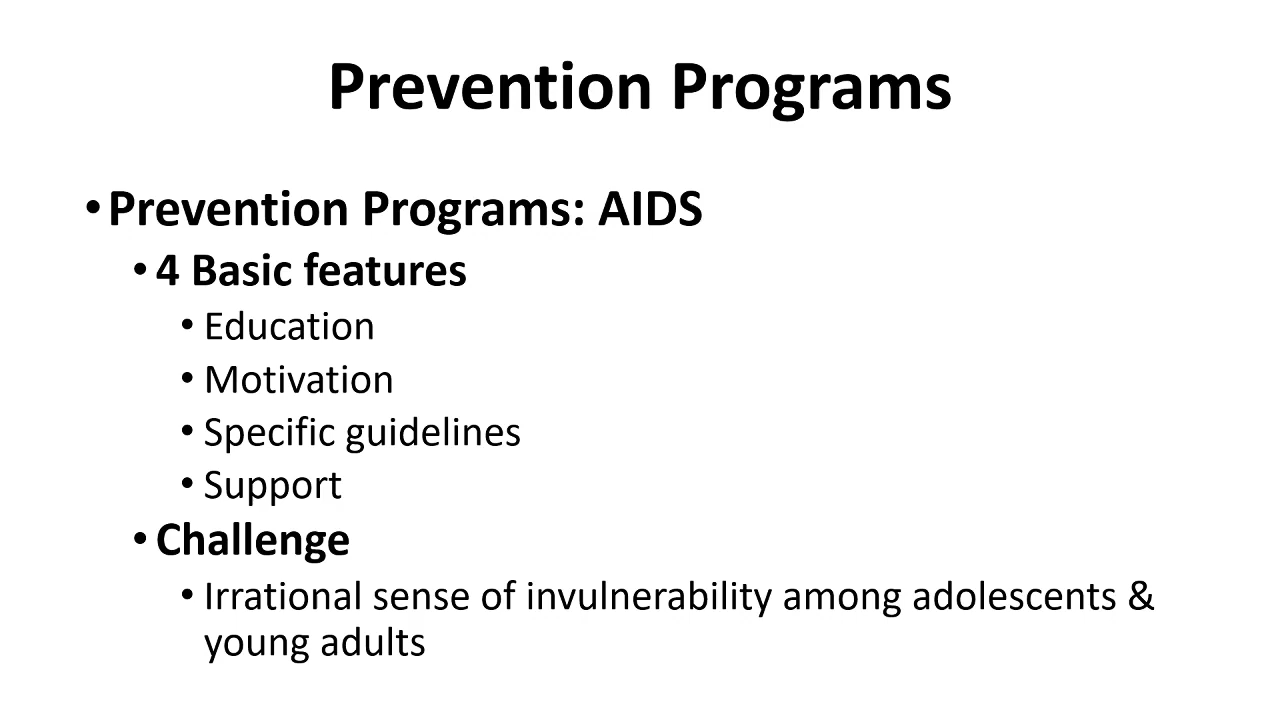 Prevention Programs
• Prevention Programs: AIDS
• 4 Basic features
• Education
• Motivation
• Specific guidelines
• Support
• Challenge
• Irrational sense of invulnerability among adolescents &
young adults